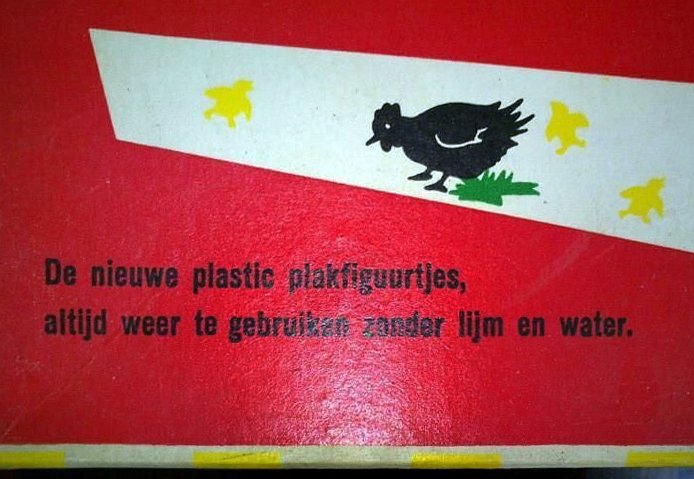 De nieuwe plastic plakfiguurtjes,
altijd weer te gebruiken zonder lijm en water.